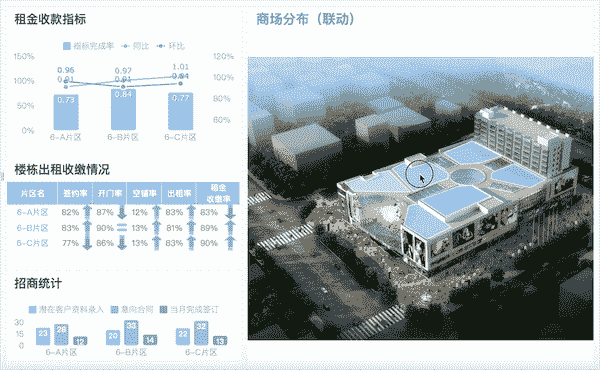 租金收款指标
指标完成率 同比 环比
150% 120%
100% 100%
50% 80%
0% 60%
0.96 0.97 1.01
0.91 0.91 0.94
0.73 0.84 0.77
6-A片区 6-B片区 6-C片区
楼栋出租收缴情况
片区名 签约率 开门率 空铺率 出租率 租金收缴率
6-A片区 82% 87% 12% 83% 83%
6-B片区 83% 90% 13% 81% 89%
6-C片区 77% 86% 13% 83% 90%
招商统计
潜在客户资料录入 意向合同 当月完成签订
30
15
0
23 28 12 20 33 14 22 32 13
6-A片区 6-B片区 6-C片区
商场分布（联动）